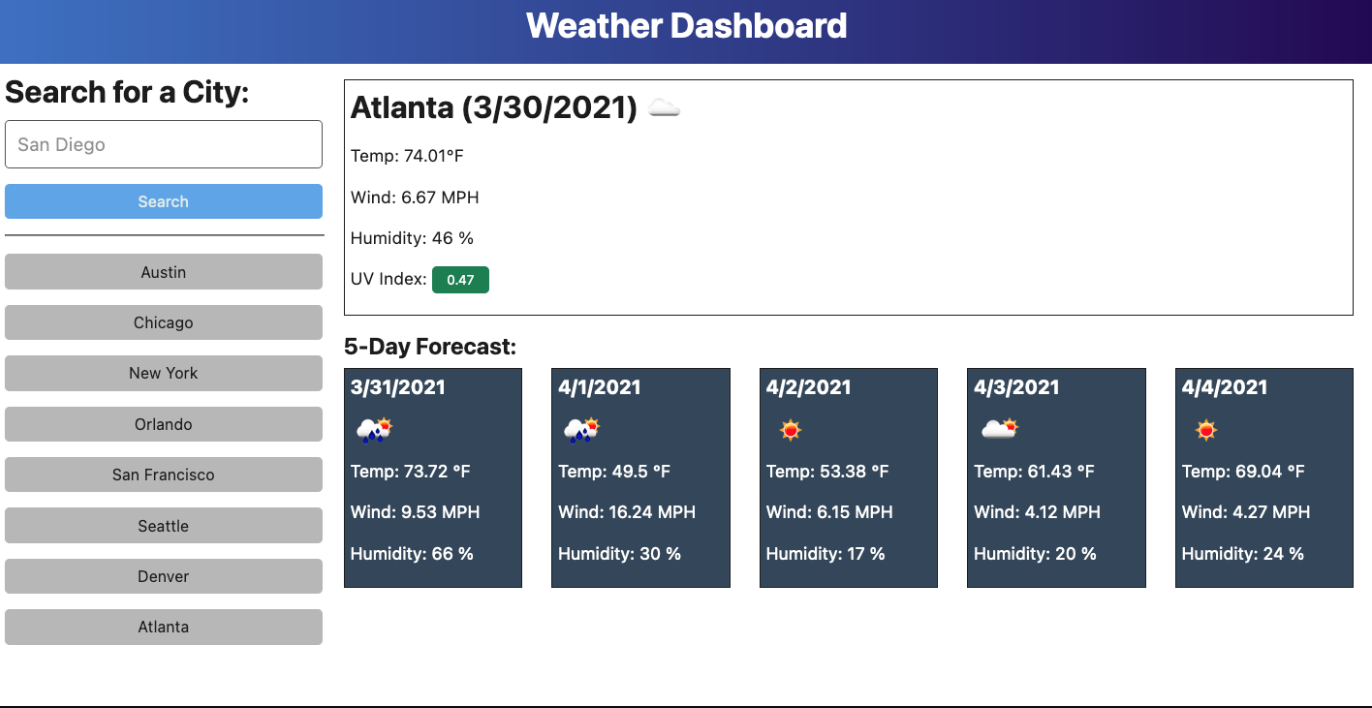 Weather Dashboard
Search for a City:
San Diego
Search
Austin
Chicago
New York
Orlando
San Francisco
Seattle
Denver
Atlanta
Atlanta (3/30/2021)
Temp: 74.01°F
Wind: 6.67 MPH
Humidity: 46 %
UV Index: 0.47
5-Day Forecast:
3/31/2021
Temp: 73.72 °F
Wind: 9.53 MPH
Humidity: 66 %
4/1/2021
Temp: 49.5 °F
Wind: 16.24 MPH
Humidity: 30 %
4/2/2021
Temp: 53.38 °F
Wind: 6.15 MPH
Humidity: 17 %
4/3/2021
Temp: 61.43 °F
Wind: 4.12 MPH
Humidity: 20 %
4/4/2021
Temp: 69.04 °F
Wind: 4.27 MPH
Humidity: 24 %